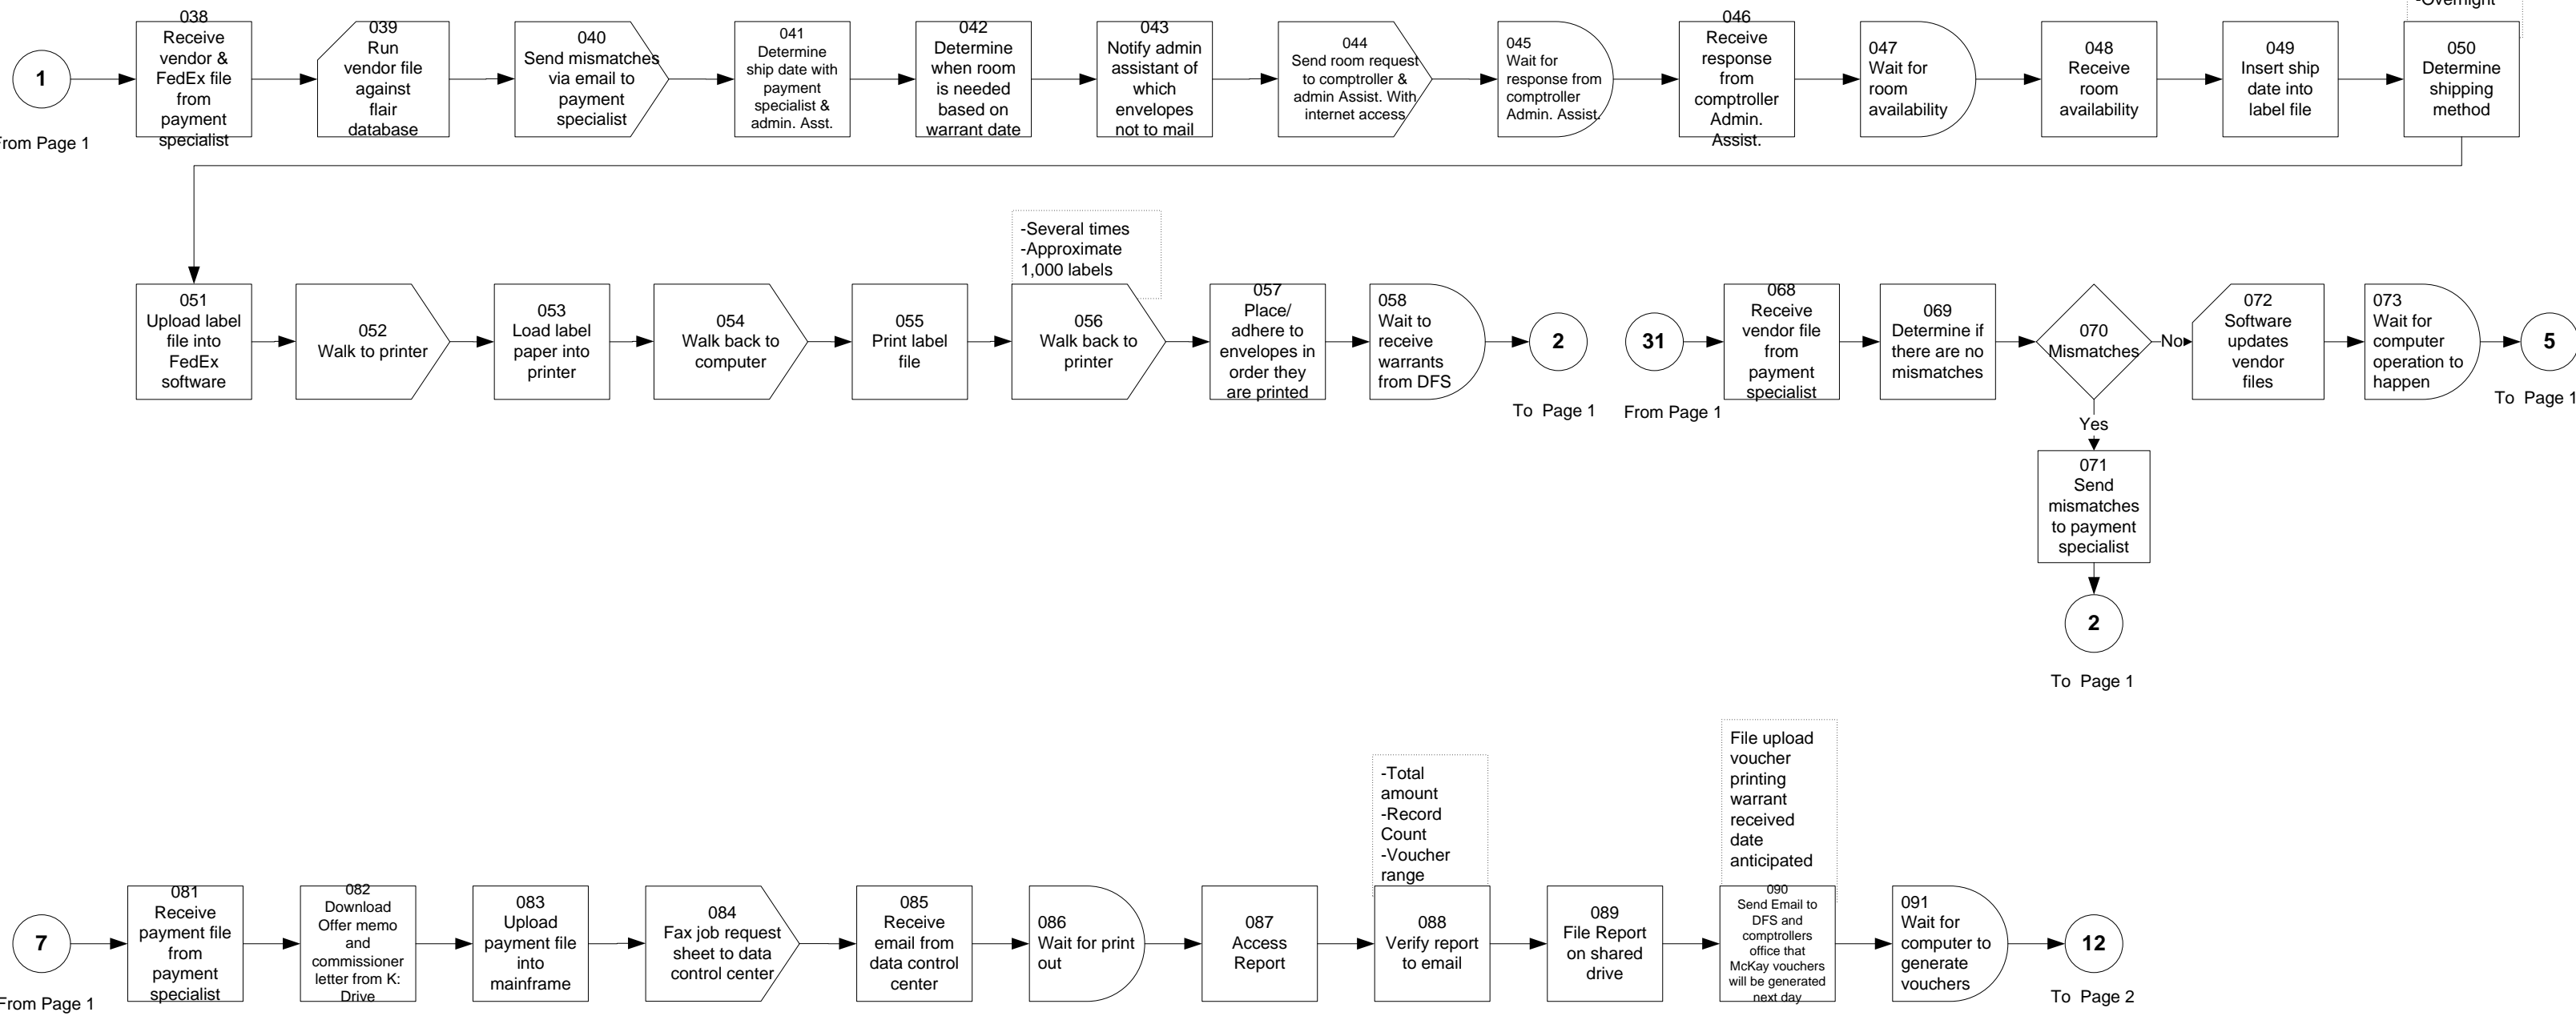 -Overnight
1
From Page 1
038
Receive
vendor &
FedEx file
from
payment
specialist
039
Run
vendor file
against
flair
database
040
Send mismatches
via email to
payment
specialist
041
Determine
ship date with
payment
specialist &
admin. Asst.
042
Determine
when room
is needed
based on
warrant date
043
Notify admin
assistant of
which
envelopes
not to mail
044
Send room request
to comptroller &
admin Assist. With
internet access
045
Wait for
response from
comptroller
Admin. Assist.
046
Receive
response
from
comptroller
Admin.
Assist.
047
Wait for
room
availability
048
Receive
room
availability
049
Insert ship
date into
label file
050
Determine
shipping
method
051
Upload label
file into
FedEx
software
052
Walk to printer
053
Load label
paper into
printer
054
Walk back to
computer
055
Print label
file
-Several times
-Approximate
1,000 labels
056
Walk back to
printer
057
Place/
adhere to
envelopes in
order they
are printed
058
Wait to
receive
warrants
from DFS
2
To Page 1
31
From Page 1
068
Receive
vendor file
from
payment
specialist
069
Determine if
there are no
mismatches
070
Mismatches
No
072
Software
updates
vendor
files
073
Wait for
computer
operation to
happen
5
To Page 1
Yes
071
Send
mismatches
to payment
specialist
2
To Page 1
7
From Page 1
081
Receive
payment file
from
payment
specialist
082
Download
Offer memo
and
commissioner
letter from K:
Drive
083
Upload
payment file
into
mainframe
084
Fax job request
sheet to data
control center
085
Receive
email from
data control
center
086
Wait for print
out
087
Access
Report
-Total
amount
-Record
Count
-Voucher
range
088
Verify report
to email
089
File Report
on shared
drive
File upload
voucher
printing
warrant
received
date
anticipated
090
Send Email to
DFS and
comptrollers
office that
McKay vouchers
will be generated
next day
091
Wait for
computer to
generate
vouchers
12
To Page 2